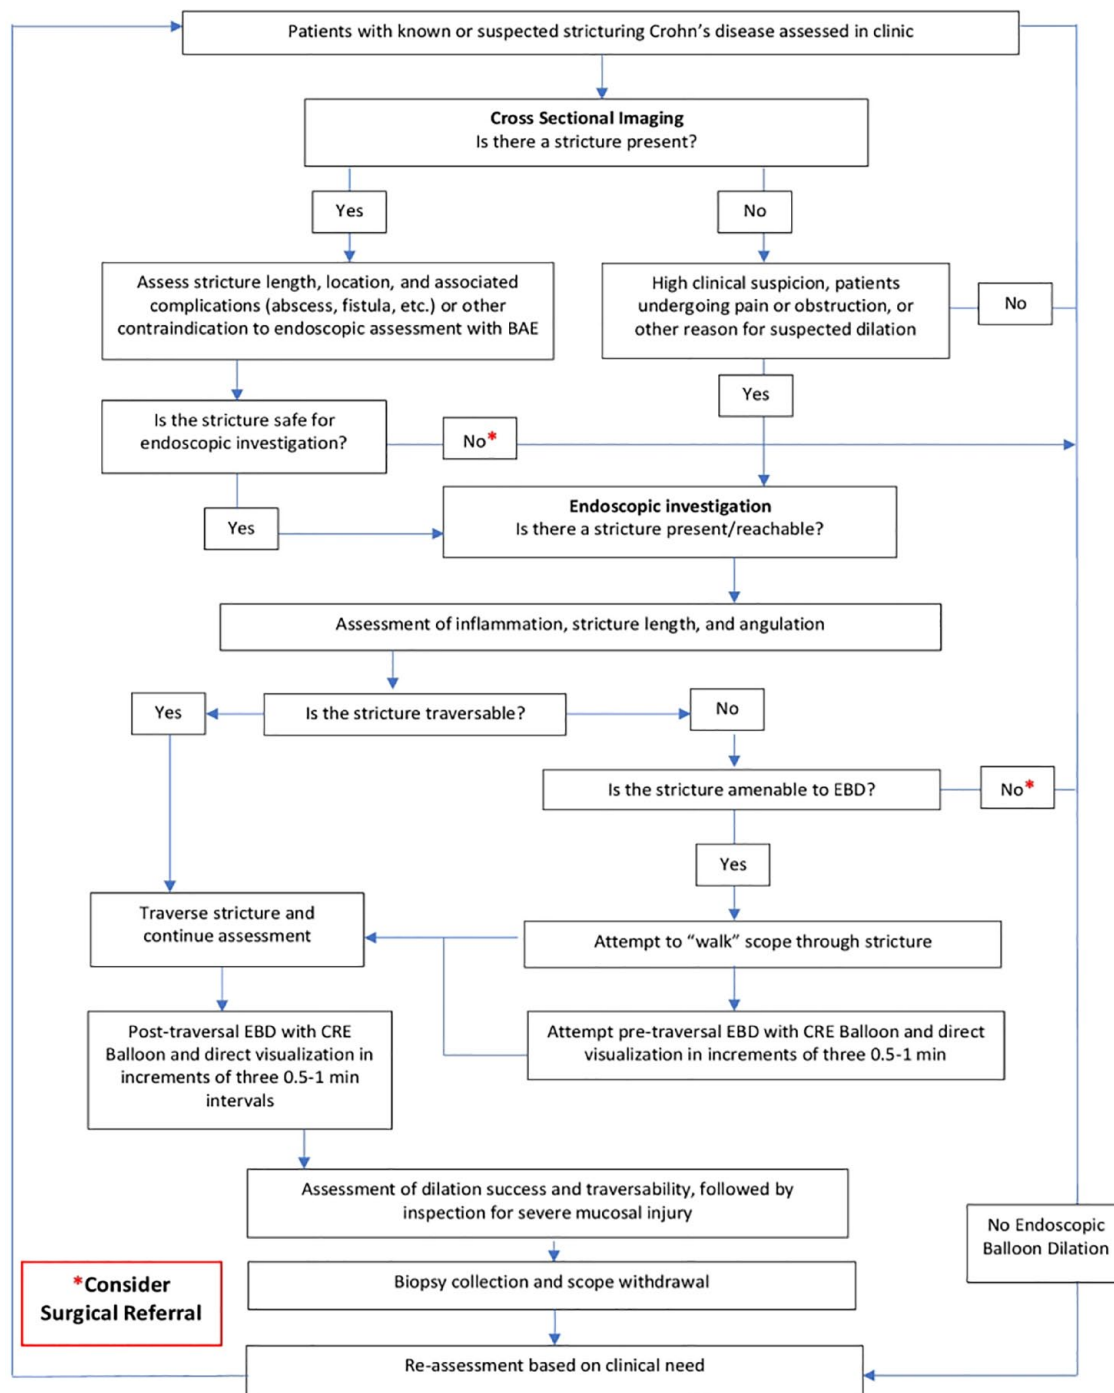 Patients with known or suspected stricturing Crohn’s disease assessed in clinic
Cross Sectional Imaging
Is there a stricture present?
Yes
No
Assess stricture length, location, and associated
complications (abscess, fistula, etc.) or other
contraindication to endoscopic assessment with BAE
High clinical suspicion, patients
undergoing pain or obstruction, or
other reason for suspected dilation
No
Yes
Is the stricture safe for
endoscopic investigation?
No*
Yes
Endoscopic investigation
Is there a stricture present/reachable?
Assessment of inflammation, stricture length, and angulation
Yes
Is the stricture traversable?
No
Is the stricture amenable to EBD?
No*
Yes
Traverse stricture and
continue assessment
Attempt to “walk” scope through stricture
Post-traversal EBD with CRE
Balloon and direct visualization in
increments of three 0.5-1 min
intervals
Attempt pre-traversal EBD with CRE Balloon and direct
visualization in increments of three 0.5-1 min
Assessment of dilation success and traversability, followed by
inspection for severe mucosal injury
No Endoscopic
Balloon Dilation
*Consider
Surgical Referral
Biopsy collection and scope withdrawal
Re-assessment based on clinical need